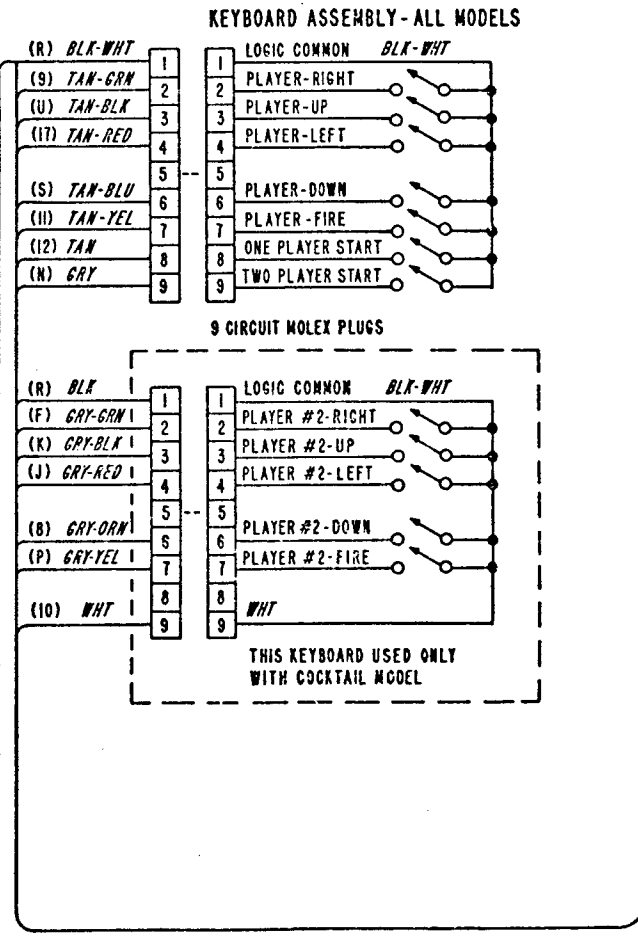 KEYBOARD ASSEMBLY-ALL MODELS
(R) BLK-WHT 1 1 LOGIC COMMON BLK-WHT
(9) TAN-GRN 2 2 PLAYER-RIGHT
(U) TAN-BLK 3 3 PLAYER-UP
(17) TAN-RED 4 4 PLAYER-LEFT
5 -- 5
(S) TAN-BLU 6 6 PLAYER-DOWN
(11) TAN-YEL 7 7 PLAYER-FIRE
(12) TAN 8 8 ONE PLAYER START
(N) GRY 9 9 TWO PLAYER START
9 CIRCUIT MOLEX PLUGS
(R) BLK 1 1 LOGIC COMMON BLK-WHT
(F) GRY-GRN 2 2 PLAYER #2-RIGHT
(K) GRY-BLK 3 3 PLAYER #2-UP
(J) GRY-RED 4 4 PLAYER #2-LEFT
5 -- 5
(8) GRY-ORN 6 6 PLAYER #2-DOWN
(P) GRY-YEL 7 7 PLAYER #2-FIRE
8 8
(10) WHT 9 9 WHT
THIS KEYBOARD USED ONLY
WITH COCKTAIL MODEL